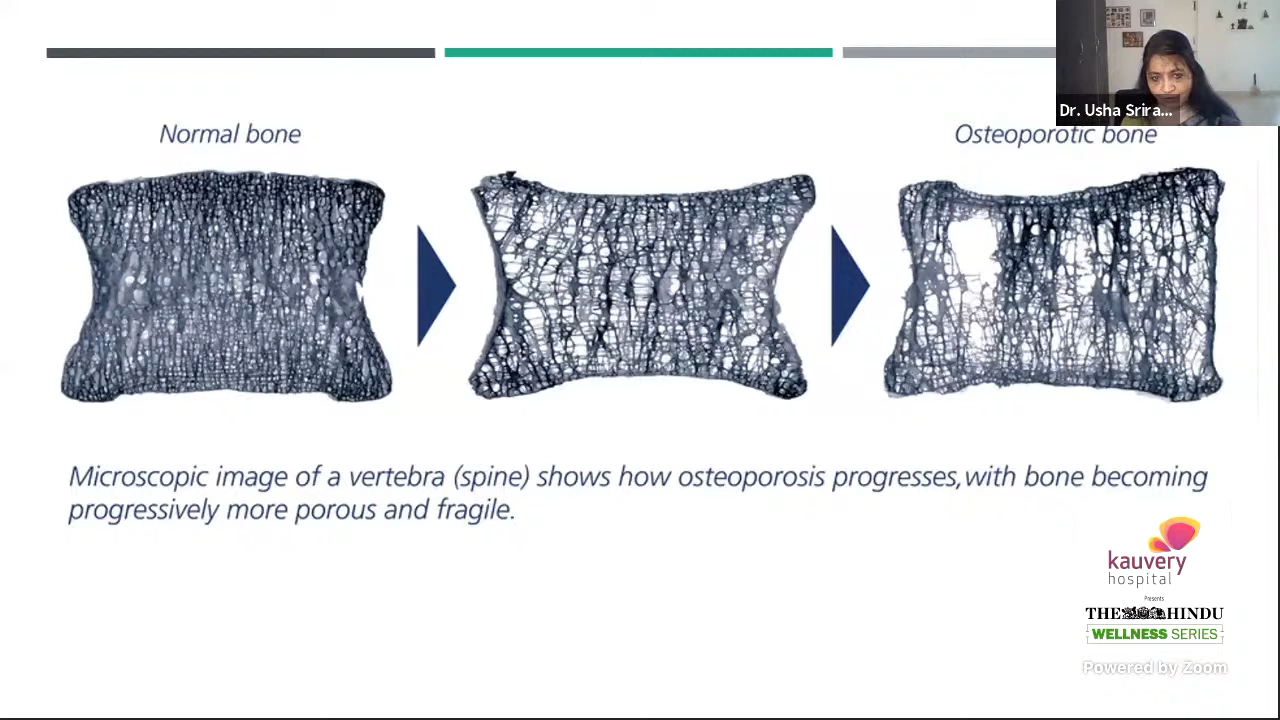 Dr. Usha Srira...
Normal bone
Osteoporotic bone
Microscopic image of a vertebra (spine) shows how osteoporosis progresses,with bone becoming
progressively more porous and fragile.
kauvery
hospital
Presents
THE HINDU
WELLNESS SERIES
Powered by Zoom